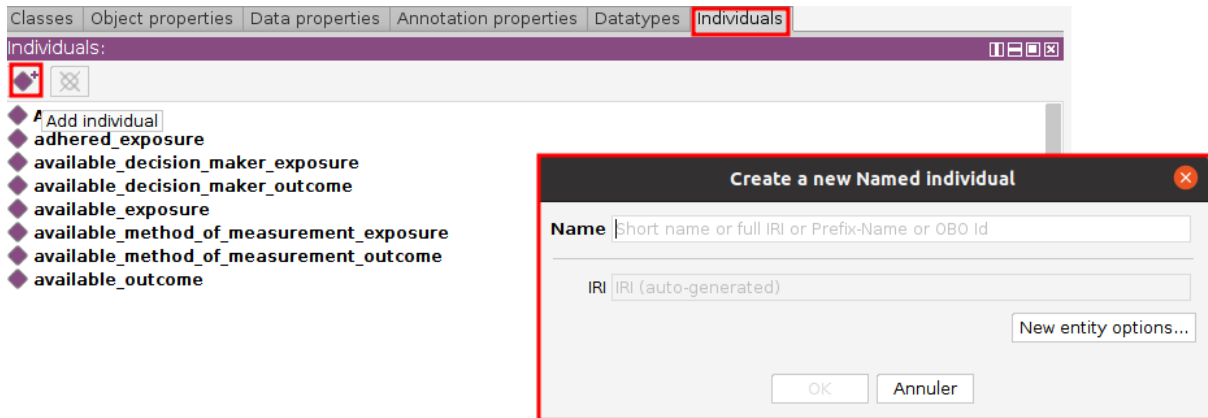 Classes Object properties Data properties Annotation properties Datatypes Individuals
Individuals:
Add individual
adhered_exposure
available_decision_maker_exposure
available_decision_maker_outcome
available_exposure
available_method_of_measurement_exposure
available_method_of_measurement_outcome
available_outcome
Create a new Named individual
Name Short name or full IRI or Prefix-Name or OBO Id
IRI IRI (auto-generated)
New entity options...
OK Annuler